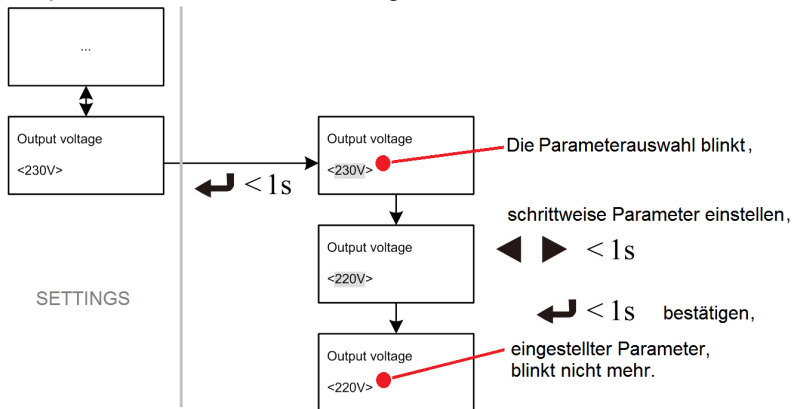 ...
Output voltage
<230V>
< 1s
SETTINGS
Output voltage
<230V>
Die Parameterauswahl blinkt,
Output voltage
<220V>
schrittweise Parameter einstellen,
< 1s
< 1s bestätigen,
Output voltage
<220V>
eingestellter Parameter,
blinkt nicht mehr.